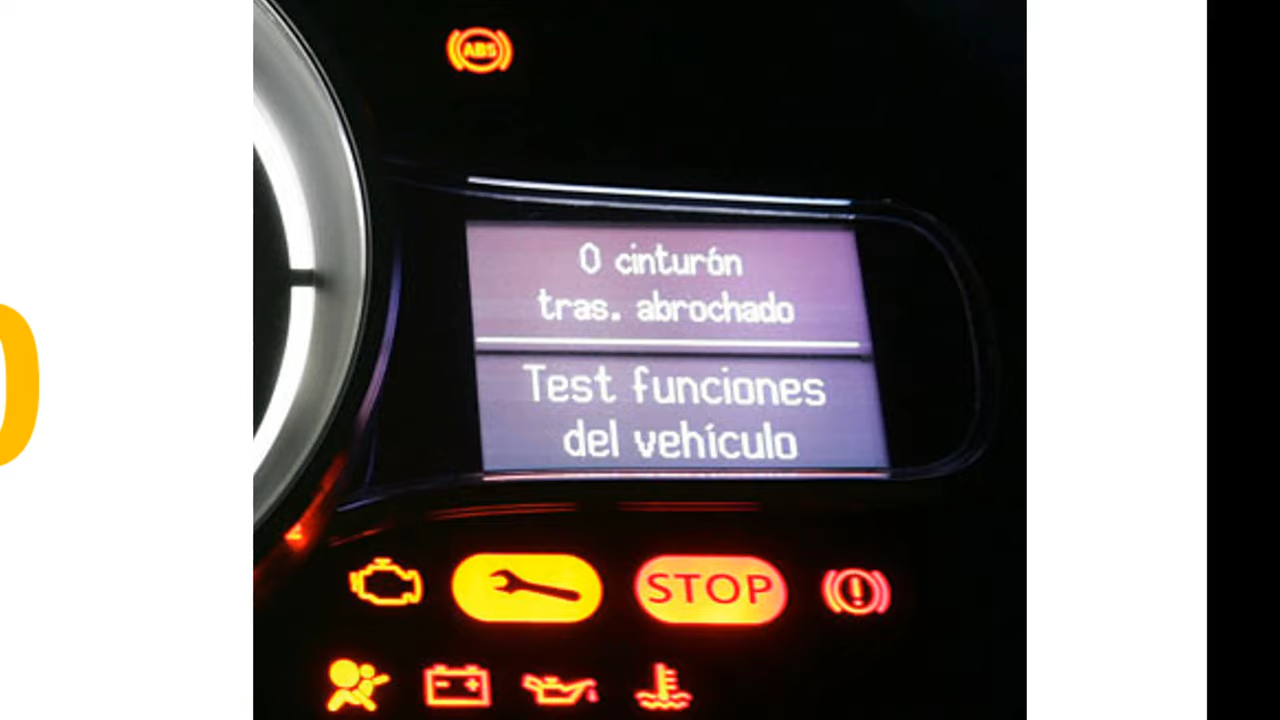 ABS
0 cinturón
tras. abrochado
Test funciones
del vehículo
STOP